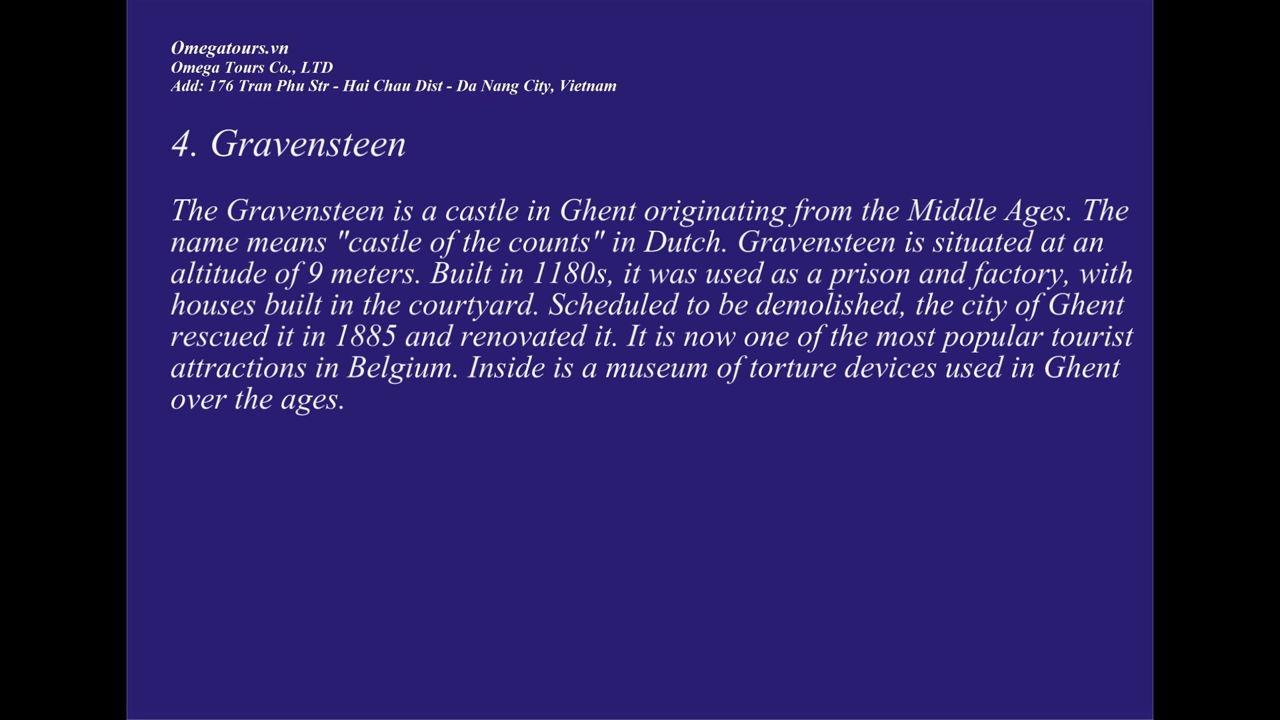 Omegatours.vn
Omega Tours Co., LTD
Add: 176 Tran Phu Str - Hai Chau Dist - Da Nang City, Vietnam
4. Gravensteen
The Gravensteen is a castle in Ghent originating from the Middle Ages. The
name means "castle of the counts" in Dutch. Gravensteen is situated at an
altitude of 9 meters. Built in 1180s, it was used as a prison and factory, with
houses built in the courtyard. Scheduled to be demolished, the city of Ghent
rescued it in 1885 and renovated it. It is now one of the most popular tourist
attractions in Belgium. Inside is a museum of torture devices used in Ghent
over the ages.